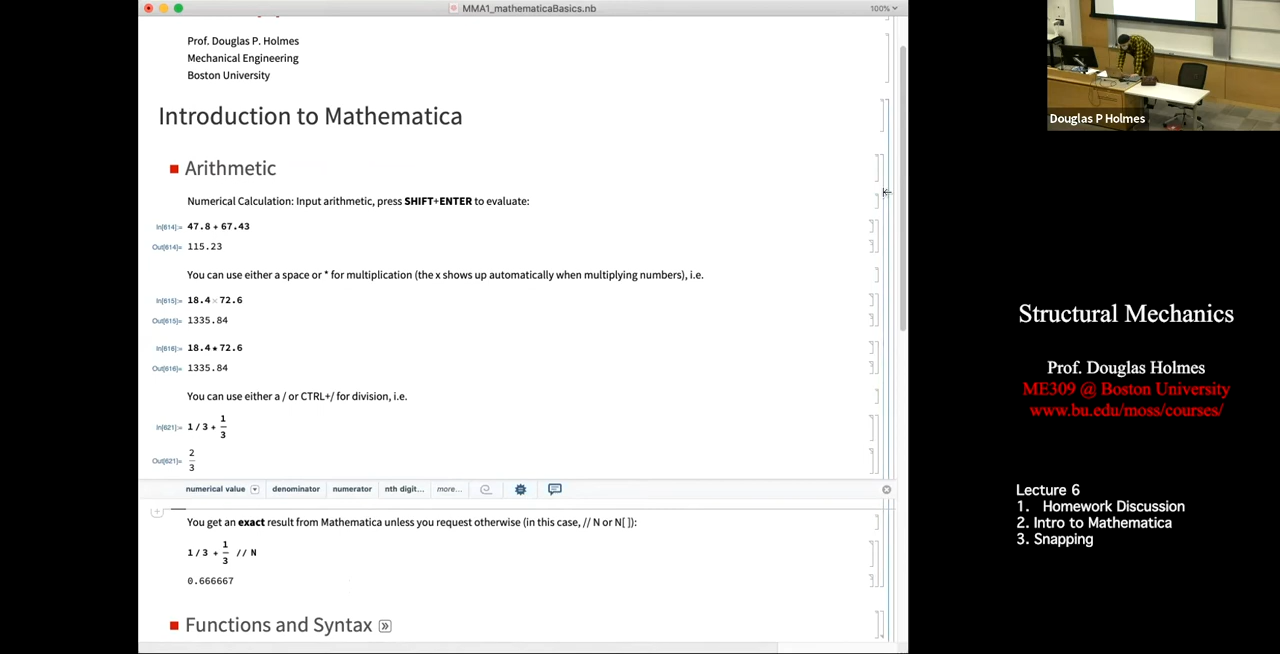 MMA1_mathematicaBasics.nb
100%
Prof. Douglas P. Holmes
Mechanical Engineering
Boston University
Introduction to Mathematica
Arithmetic
Numerical Calculation: Input arithmetic, press SHIFT+ENTER to evaluate:
In[614]:= 47.8 + 67.43
Out[614]= 115.23
You can use either a space or * for multiplication (the x shows up automatically when multiplying numbers), i.e.
In[615]:= 18.4 × 72.6
Out[615]= 1335.84
In[616]:= 18.4 * 72.6
Out[616]= 1335.84
You can use either a / or CTRL+/ for division, i.e.
In[621]:= 1 / 3 + 1/3
Out[621]= 2/3
numerical value denominator numerator nth digit... more...
You get an exact result from Mathematica unless you request otherwise (in this case, // N or N[ ]):
1 / 3 + 1/3 // N
0.666667
Functions and Syntax »
Douglas P Holmes
Structural Mechanics
Prof. Douglas Holmes
ME309 @ Boston University
www.bu.edu/moss/courses/
Lecture 6
1. Homework Discussion
2. Intro to Mathematica
3. Snapping